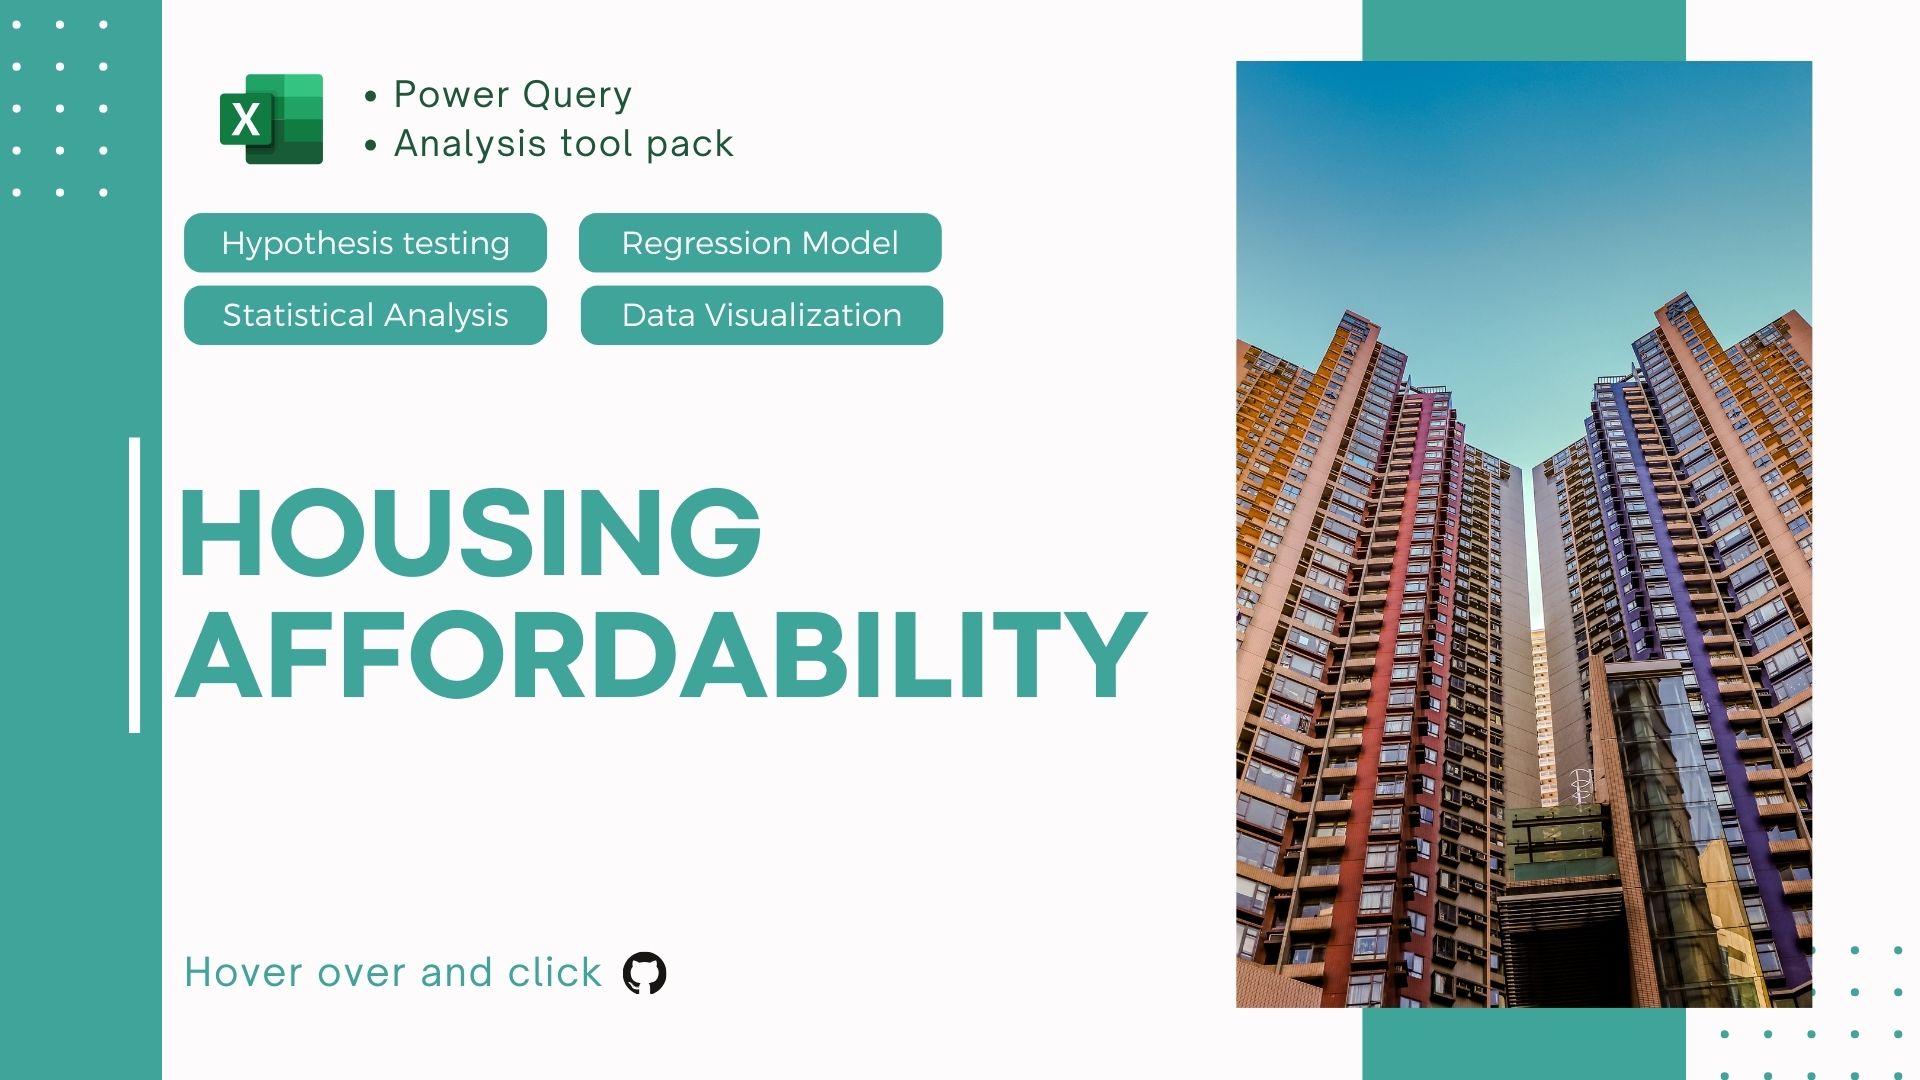 X
• Power Query
• Analysis tool pack
Hypothesis testing
Regression Model
Statistical Analysis
Data Visualization
HOUSING
AFFORDABILITY
Hover over and click